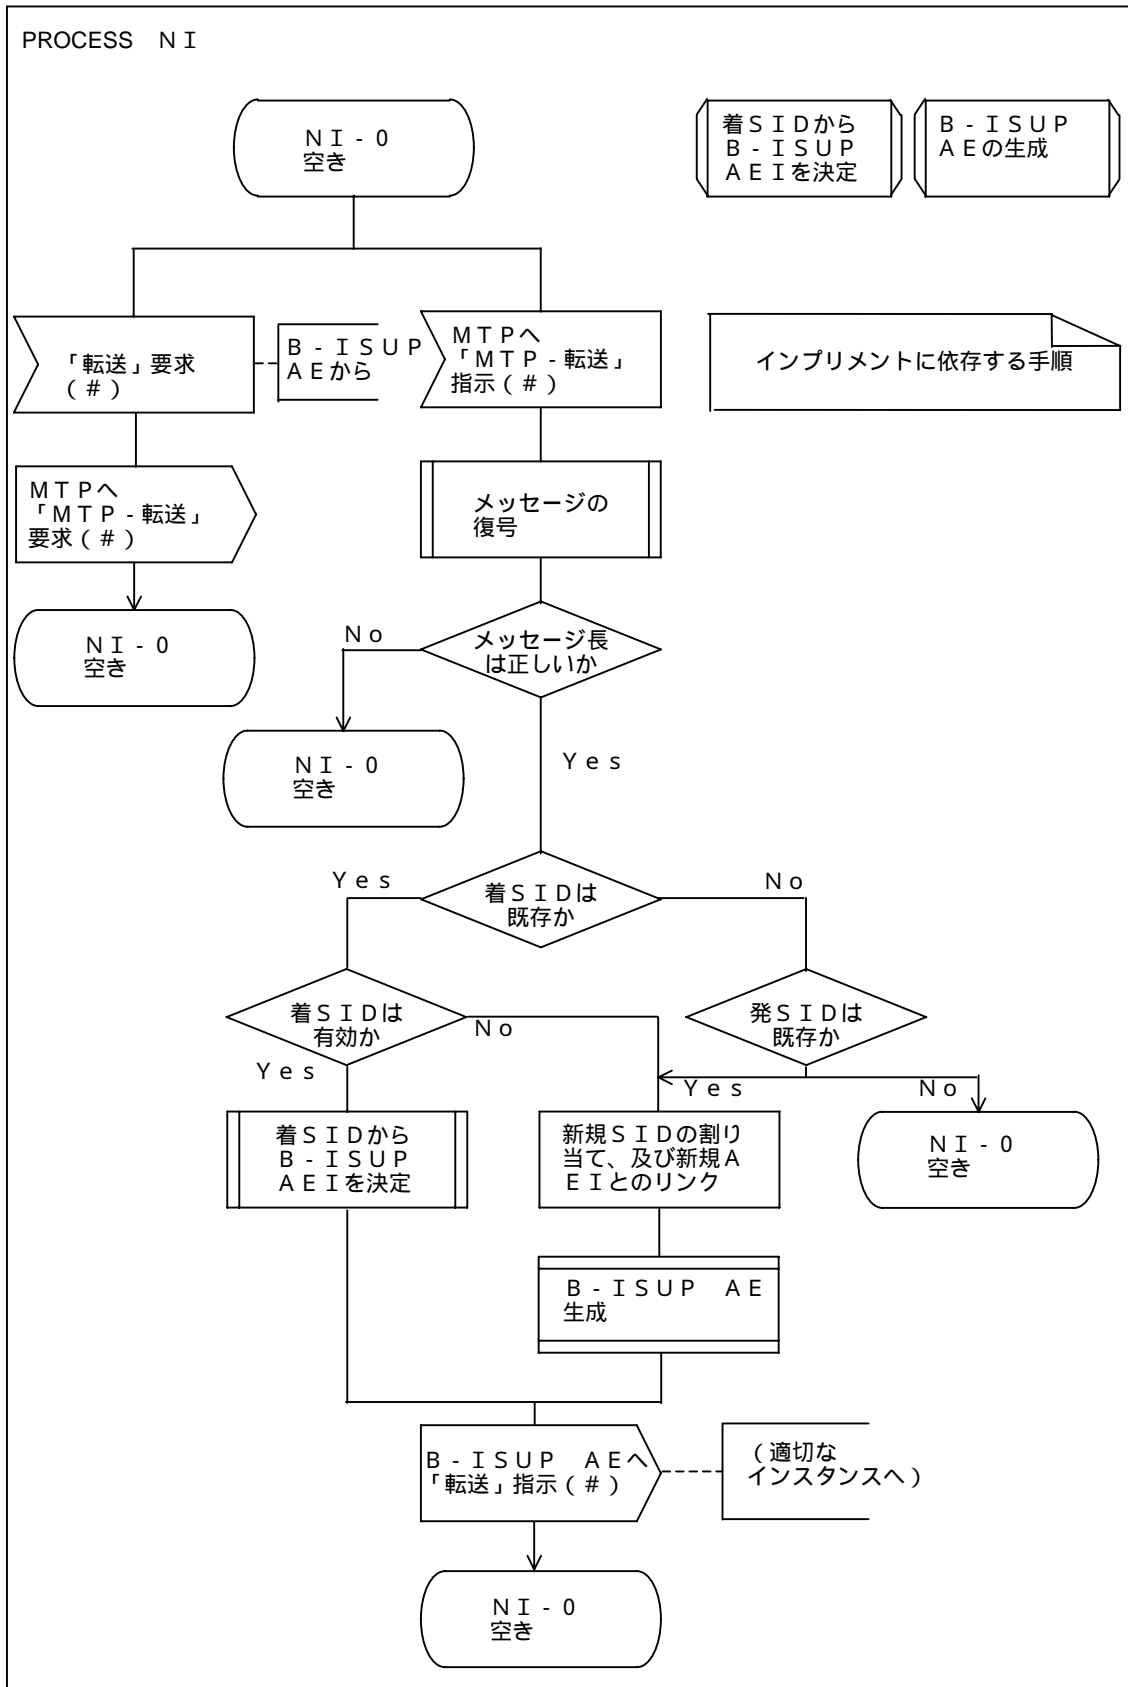 PROCESS　ＮＩ
ＮＩ-０
空き
着ＳＩＤから
Ｂ-ＩＳＵＰ
ＡＥＩを決定
Ｂ-ＩＳＵＰ
ＡＥの生成
「転送」要求
（＃）
Ｂ-ＩＳＵＰ
ＡＥから
ＭＴＰへ
「ＭＴＰ-転送」
指示（＃）
インプリメントに依存する手順
ＭＴＰへ
「ＭＴＰ-転送」
要求（＃）
メッセージの
復号
ＮＩ-０
空き
Ｎｏ
メッセージ長
は正しいか
ＮＩ-０
空き
Ｙｅｓ
Ｙｅｓ
着ＳＩＤは
既存か
Ｎｏ
着ＳＩＤは
有効か
Ｎｏ
発ＳＩＤは
既存か
Ｙｅｓ
Ｙｅｓ
Ｎｏ
着ＳＩＤから
Ｂ-ＩＳＵＰ
ＡＥＩを決定
新規ＳＩＤの割り
当て、及び新規Ａ
ＥＩとのリンク
ＮＩ-０
空き
Ｂ-ＩＳＵＰ　ＡＥ
生成
Ｂ-ＩＳＵＰ　ＡＥへ
「転送」指示（＃）
（適切な
インスタンスへ）
ＮＩ-０
空き